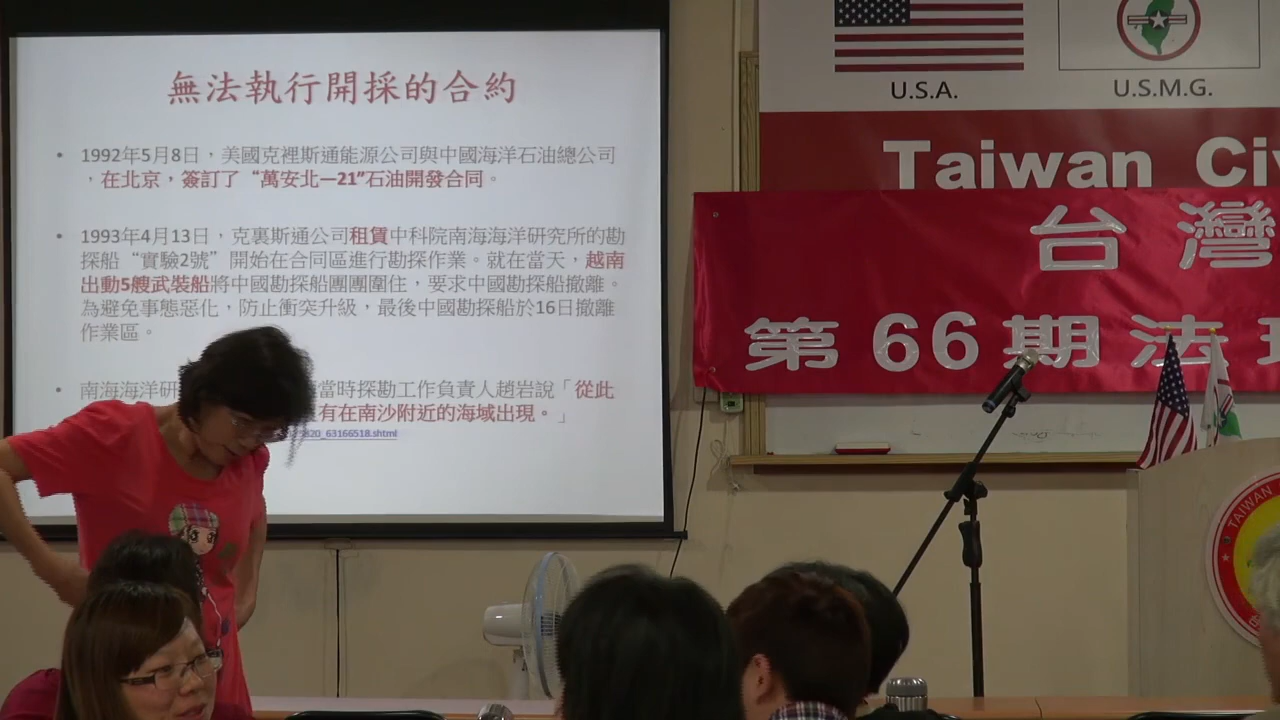 無法執行開採的合約
• 1992年5月8日，美國克裡斯通能源公司與中國海洋石油總公司
，在北京，簽訂了“萬安北—21”石油開發合同。
• 1993年4月13日，克裏斯通公司租賃中科院南海海洋研究所的勘
探船“實驗2號”開始在合同區進行勘探作業。就在當天，越南
出動5艘武裝船將中國勘探船團團圍住，要求中國勘探船撤離。
為避免事態惡化，防止衝突升級，最後中國勘探船於16日撤離
作業區。
• 南海海洋研 當時探勘工作負責人趙岩說「從此
有在南沙附近的海域出現。」
820_63166518.shtml
U.S.A.
U.S.M.G.
Taiwan Ci
台灣
第66期法
TAIWAN